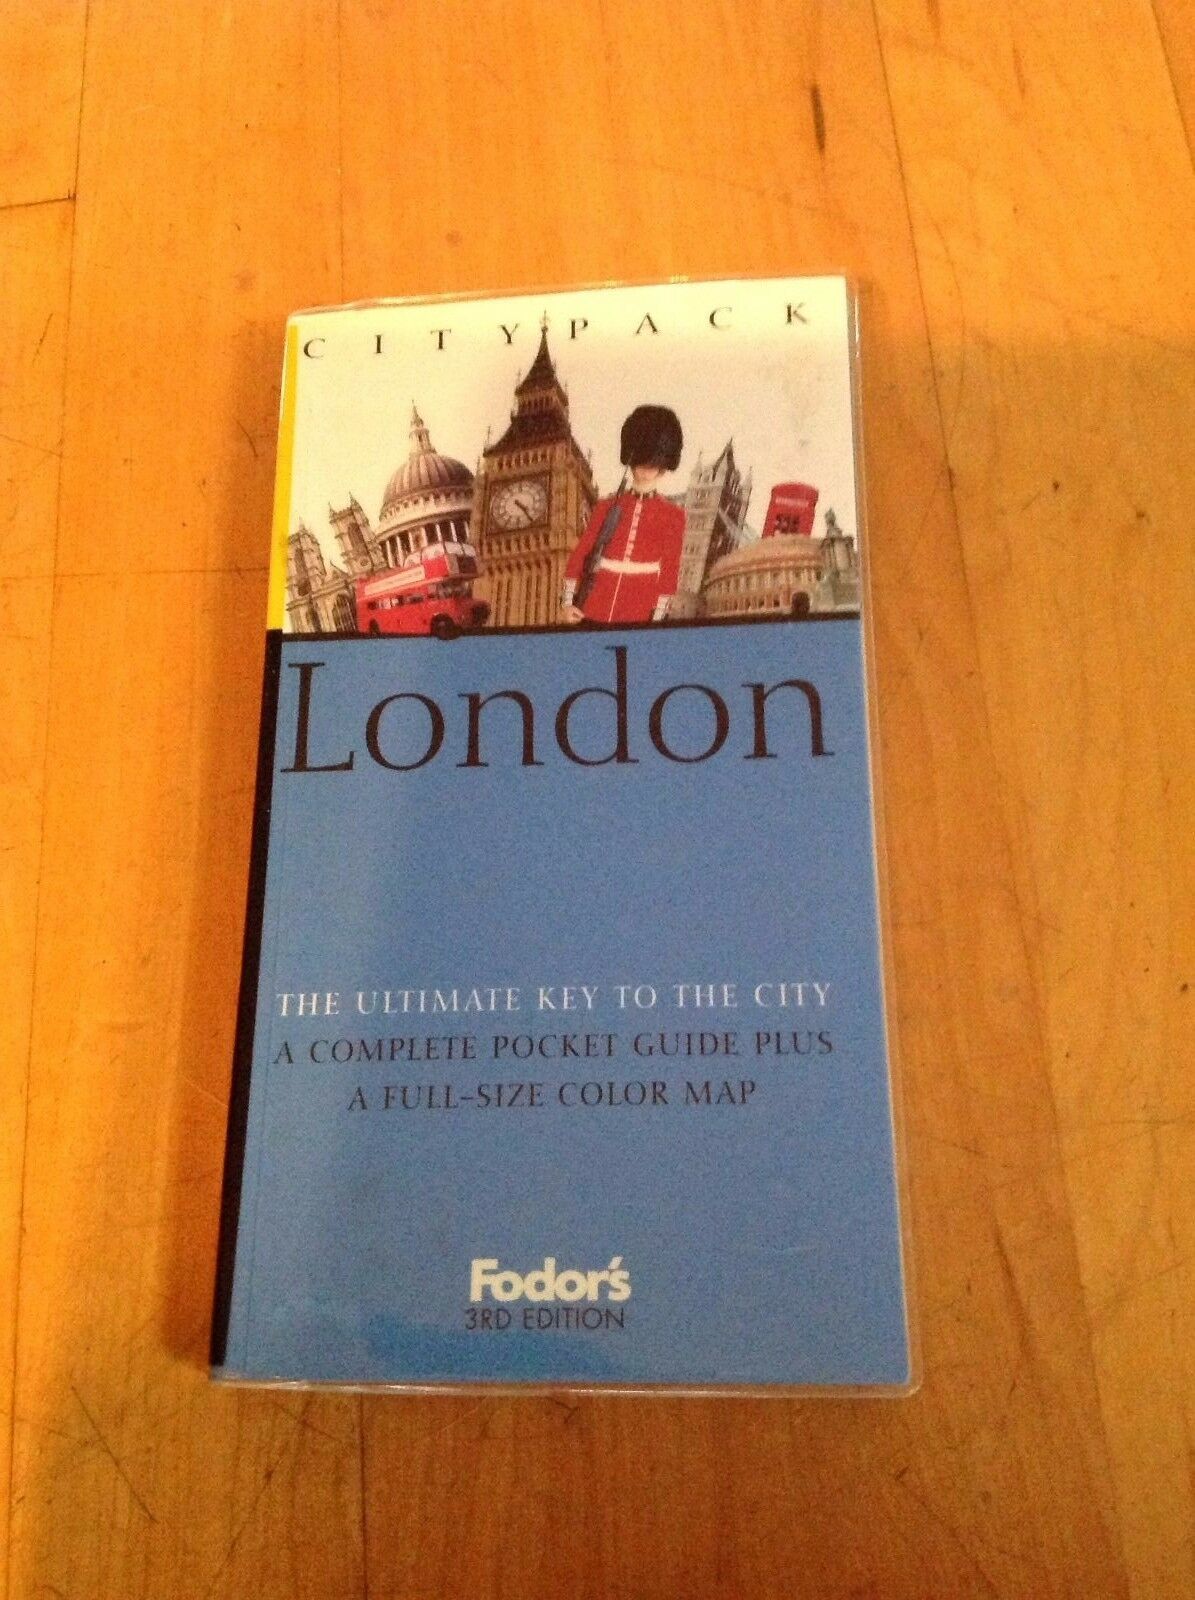 CITYPACK
London
THE ULTIMATE KEY TO THE CITY
A COMPLETE POCKET GUIDE PLUS
A FULL-SIZE COLOR MAP
Fodor's
3RD EDITION